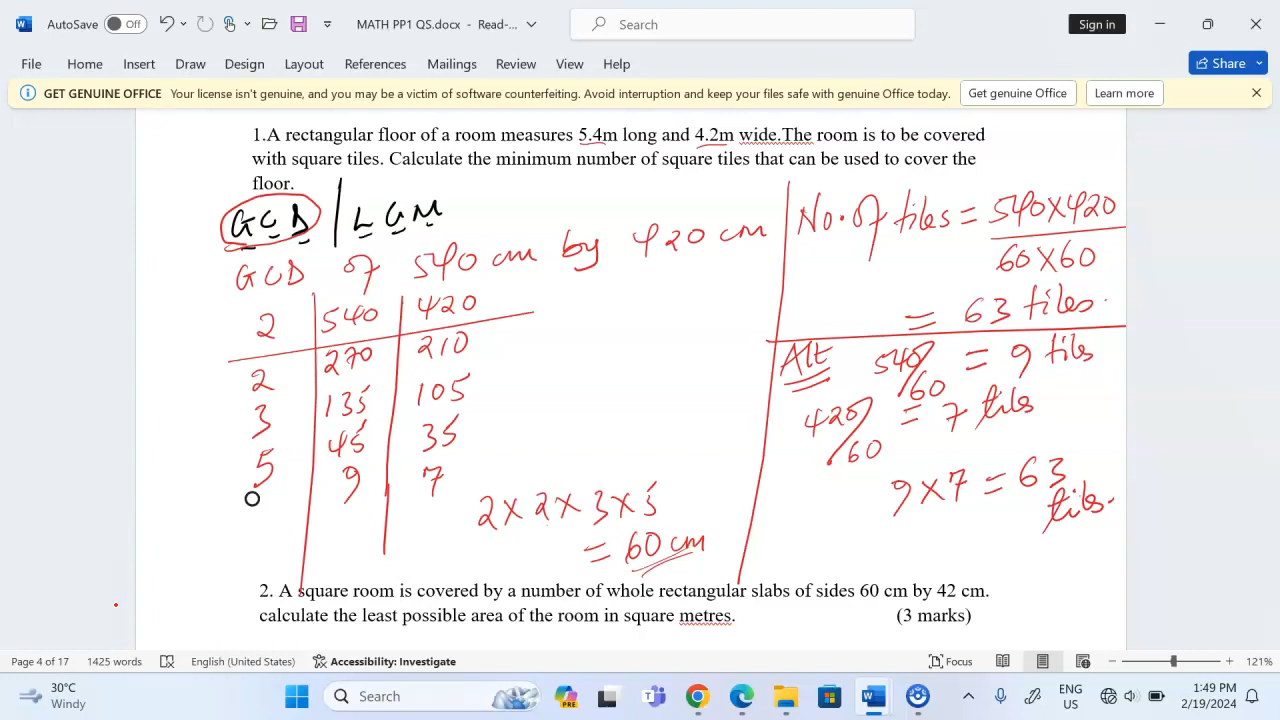 AutoSave Off MATH PP1 QS.docx - Read-... Search Sign in
File Home Insert Draw Design Layout References Mailings Review View Help Share
GET GENUINE OFFICE Your license isn't genuine, and you may be a victim of software counterfeiting. Avoid interruption and keep your files safe with genuine Office today. Get genuine Office Learn more
1.A rectangular floor of a room measures 5.4m long and 4.2m wide.The room is to be covered
with square tiles. Calculate the minimum number of square tiles that can be used to cover the
floor.
GCD | LCM
GCD of 540 cm by 420 cm
2 540 420
2 270 210
3 135 105
5 45 35
9 7
2 X 2 X 3 X 5
= 60 cm
No. of tiles = 540 X 420
60 X 60
= 63 tiles.
Alt 540/60 = 9 tiles
420/60 = 7 tiles
9 X 7 = 63
tiles.
2. A square room is covered by a number of whole rectangular slabs of sides 60 cm by 42 cm.
calculate the least possible area of the room in square metres. (3 marks)
Page 4 of 17 1425 words English (United States) Accessibility: Investigate Focus 121%
30°C
Windy
Search
PRE
ENG
US
1:49 PM
2/19/2024